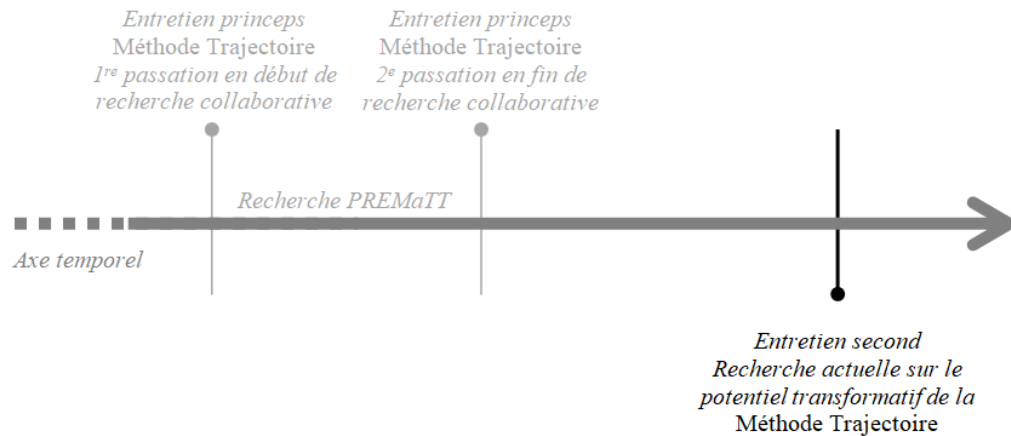 Entretien princeps
Méthode Trajectoire
1re passation en début de
recherche collaborative
Entretien princeps
Méthode Trajectoire
2e passation en fin de
recherche collaborative
Recherche PREMaTT
Axe temporel
Entretien second
Recherche actuelle sur le
potentiel transformatif de la
Méthode Trajectoire